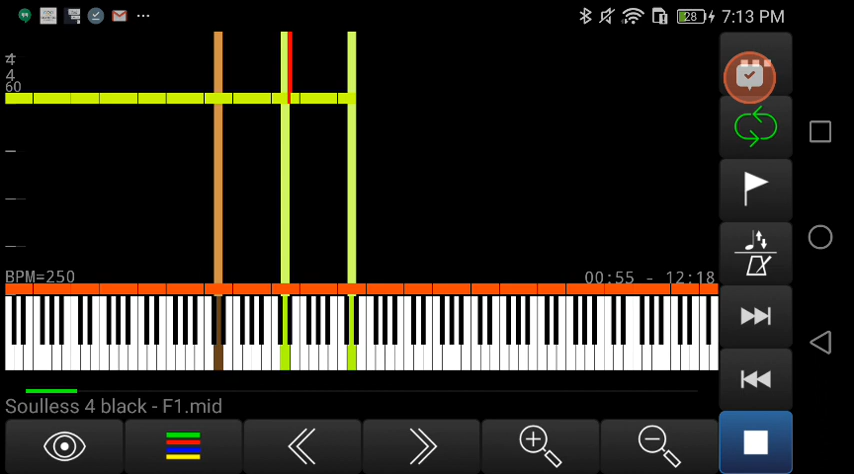 28 7:13 PM
4
4
60
BPM=250 00:55 - 12:18
Soulless 4 black - F1.mid